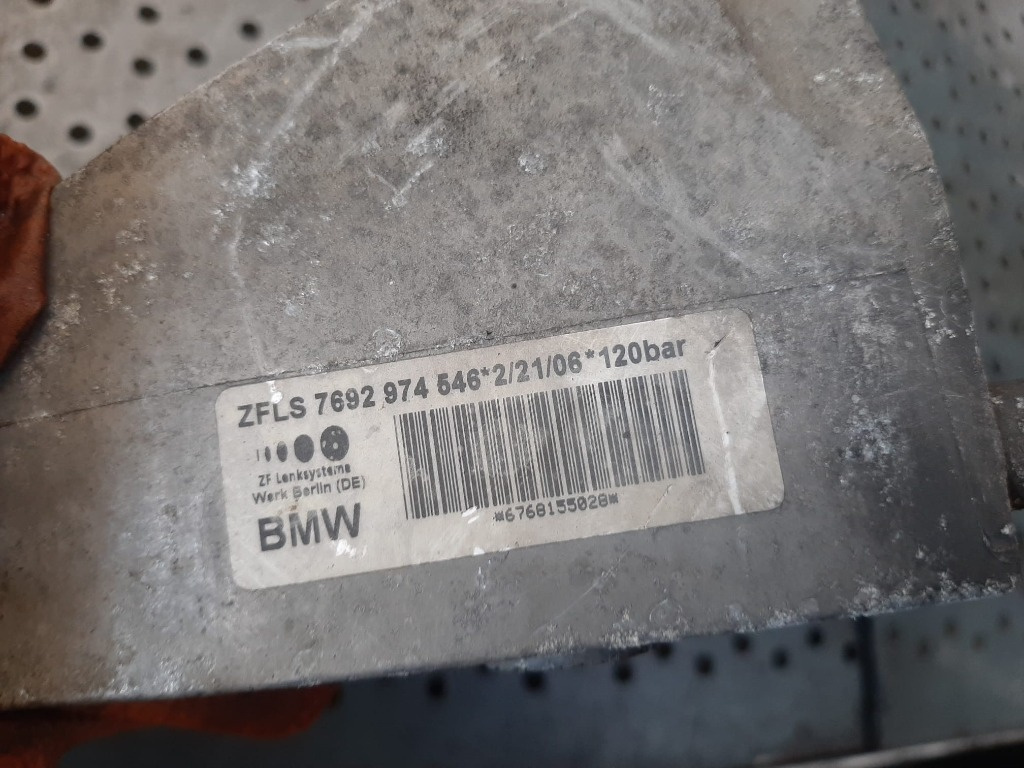 ZFLS 7692 974 546*2/21/06*120bar
ZF Lenksysteme
Werk Berlin (DE)
BMW
*6768155028*